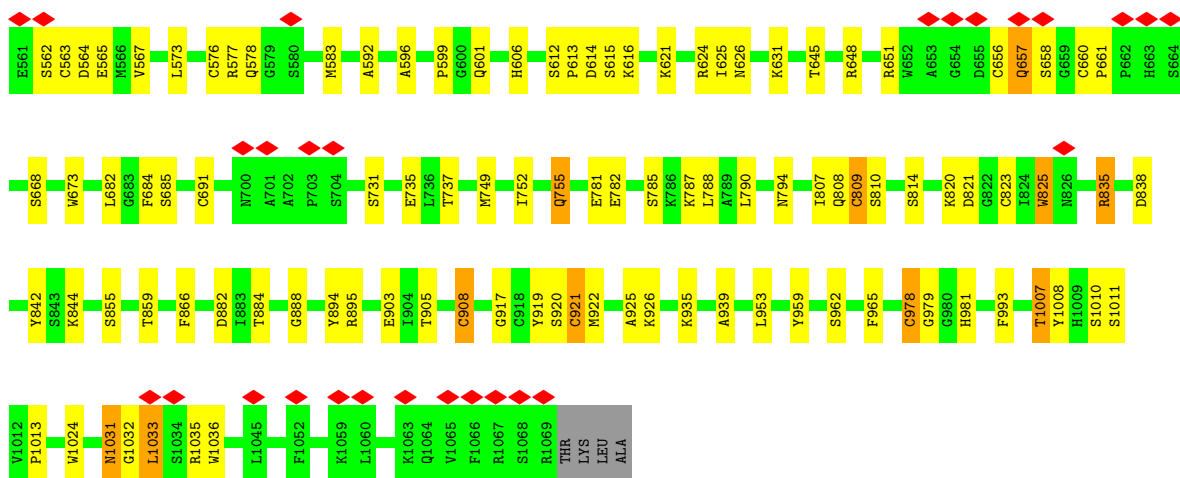 E561 S562 C563 D564 E565 M566 V567 L573 C576 R577 Q578 G579 S580 M583 A592 A596 P599 G600 Q601 H606 S612 P613 D614 S615 K616 K621 R624 I625 N626 K631 T645 R648 R651 W652 A653 G654 D655 C656 Q657 S658 G659 C660 P661 P662 H663 S664
S668 W673 L682 G683 F684 S685 C691 N700 A701 A702 P703 S704 S731 E735 L736 T737 M749 I752 Q755 E781 E782 S785 K786 K787 L788 A789 L790 N794 I807 Q808 C809 S810 S814 K820 D821 G822 C823 I824 W825 N826 R835 D838
Y842 S843 K844 S855 T859 F866 D882 I883 T884 G888 Y894 R895 E903 I904 T905 C908 G917 C918 Y919 S920 C921 M922 A925 K926 K935 A939 L953 Y959 S962 F965 C978 G979 G980 H981 F993 T1007 Y1008 H1009 S1010 S1011
V1012 P1013 W1024 N1031 G1032 L1033 S1034 R1035 W1036 L1045 F1052 K1059 L1060 K1063 Q1064 V1065 F1066 R1067 S1068 R1069 THR LYS LEU ALA